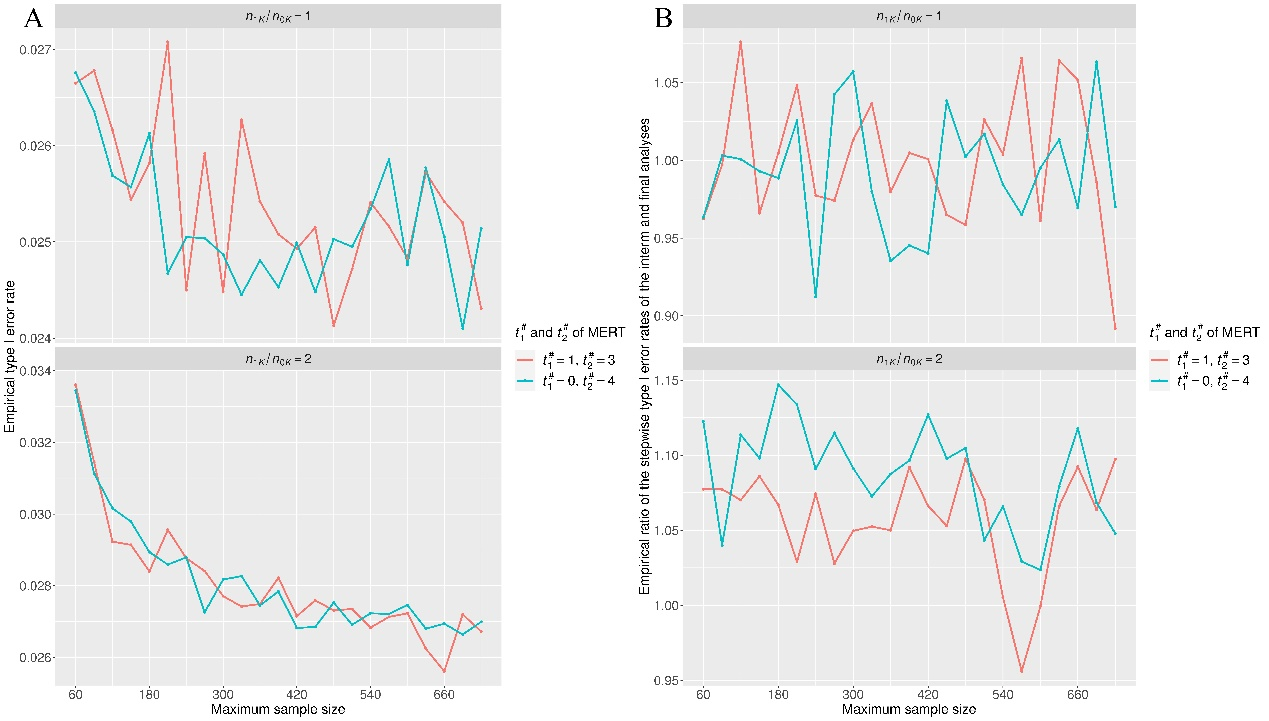 A
n₁K/n₀K = 1
0.027
0.026
0.025
0.024
n₁K/n₀K = 2
0.034
0.032
0.030
0.028
0.026
60 180 300 420 540 660
Maximum sample size
Empirical type I error rate
t₁# and t₂# of MERT
t₁# = 1, t₂# = 3
t₁# = 0, t₂# = 4
B
n₁K/n₀K = 1
1.05
1.00
0.95
0.90
n₁K/n₀K = 2
1.15
1.10
1.05
1.00
0.95
60 180 300 420 540 660
Maximum sample size
Empirical ratio of the stepwise type I error rates of the interim and final analyses
t₁# and t₂# of MERT
t₁# = 1, t₂# = 3
t₁# = 0, t₂# = 4